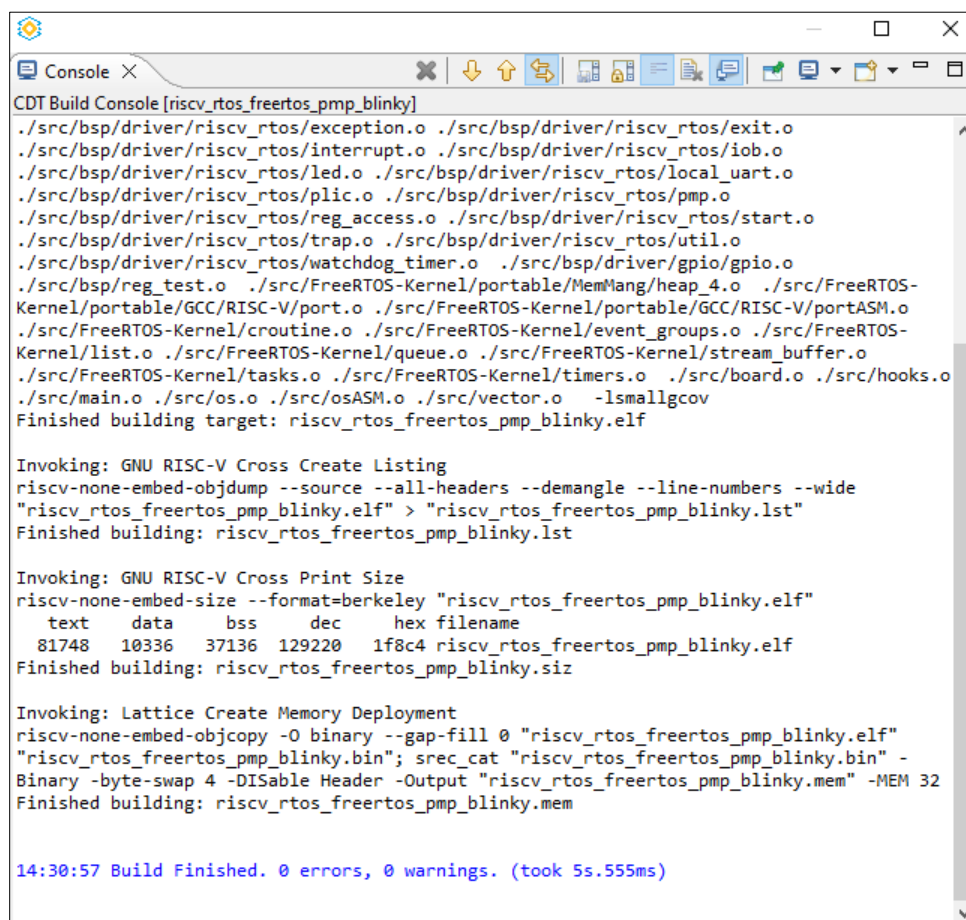 Console
CDT Build Console [riscv_rtos_freertos_pmp_blinky]
./src/bsp/driver/riscv_rtos/exception.o ./src/bsp/driver/riscv_rtos/exit.o
./src/bsp/driver/riscv_rtos/interrupt.o ./src/bsp/driver/riscv_rtos/iob.o
./src/bsp/driver/riscv_rtos/led.o ./src/bsp/driver/riscv_rtos/local_uart.o
./src/bsp/driver/riscv_rtos/plic.o ./src/bsp/driver/riscv_rtos/pmp.o
./src/bsp/driver/riscv_rtos/reg_access.o ./src/bsp/driver/riscv_rtos/start.o
./src/bsp/driver/riscv_rtos/trap.o ./src/bsp/driver/riscv_rtos/util.o
./src/bsp/driver/riscv_rtos/watchdog_timer.o  ./src/bsp/driver/gpio/gpio.o
./src/bsp/reg_test.o  ./src/FreeRTOS-Kernel/portable/MemMang/heap_4.o  ./src/FreeRTOS-
Kernel/portable/GCC/RISC-V/port.o ./src/FreeRTOS-Kernel/portable/GCC/RISC-V/portASM.o
./src/FreeRTOS-Kernel/croutine.o ./src/FreeRTOS-Kernel/event_groups.o ./src/FreeRTOS-
Kernel/list.o ./src/FreeRTOS-Kernel/queue.o ./src/FreeRTOS-Kernel/stream_buffer.o
./src/FreeRTOS-Kernel/tasks.o ./src/FreeRTOS-Kernel/timers.o  ./src/board.o ./src/hooks.o
./src/main.o ./src/os.o ./src/osASM.o ./src/vector.o   -lsmallgcov
Finished building target: riscv_rtos_freertos_pmp_blinky.elf

Invoking: GNU RISC-V Cross Create Listing
riscv-none-embed-objdump --source --all-headers --demangle --line-numbers --wide
"riscv_rtos_freertos_pmp_blinky.elf" > "riscv_rtos_freertos_pmp_blinky.lst"
Finished building: riscv_rtos_freertos_pmp_blinky.lst

Invoking: GNU RISC-V Cross Print Size
riscv-none-embed-size --format=berkeley "riscv_rtos_freertos_pmp_blinky.elf"
   text    data     bss     dec     hex filename
  81748   10336   37136  129220   1f8c4 riscv_rtos_freertos_pmp_blinky.elf
Finished building: riscv_rtos_freertos_pmp_blinky.siz

Invoking: Lattice Create Memory Deployment
riscv-none-embed-objcopy -O binary --gap-fill 0 "riscv_rtos_freertos_pmp_blinky.elf"
"riscv_rtos_freertos_pmp_blinky.bin"; srec_cat "riscv_rtos_freertos_pmp_blinky.bin" -
Binary -byte-swap 4 -DISable Header -Output "riscv_rtos_freertos_pmp_blinky.mem" -MEM 32
Finished building: riscv_rtos_freertos_pmp_blinky.mem

14:30:57 Build Finished. 0 errors, 0 warnings. (took 5s.555ms)